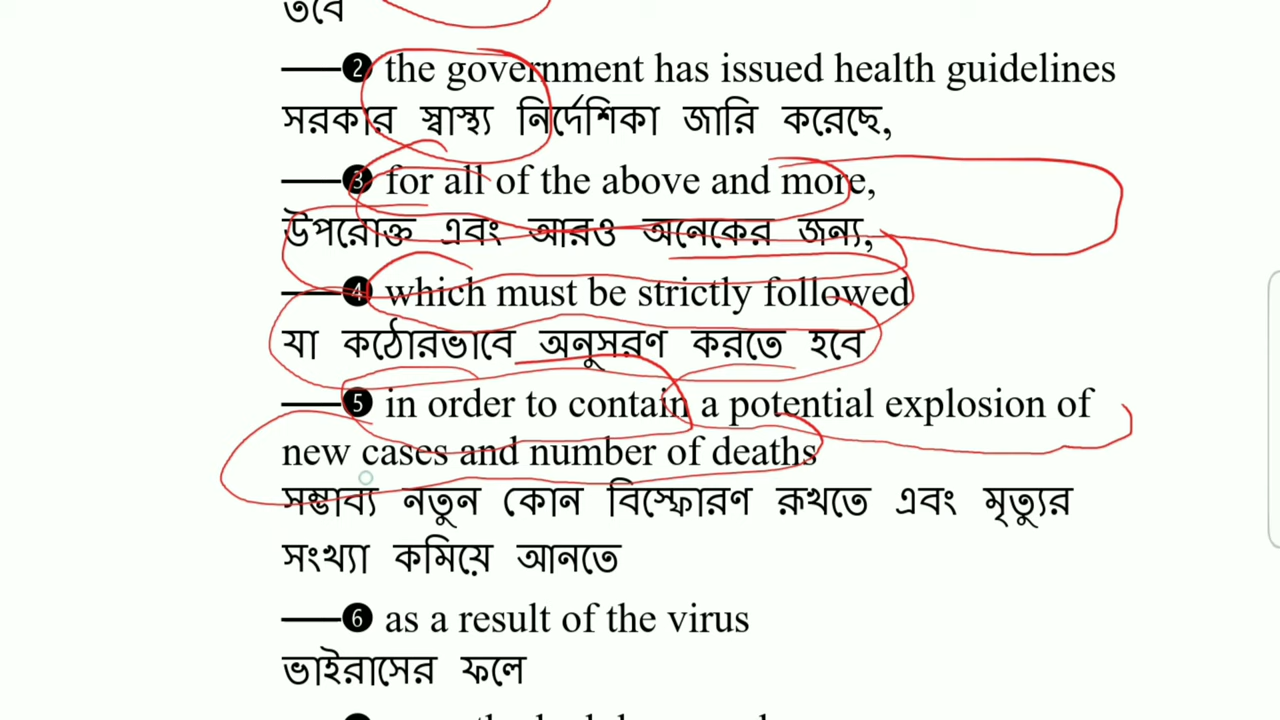 তবে
❷ the government has issued health guidelines
সরকার স্বাস্থ্য নির্দেশিকা জারি করেছে,
❸ for all of the above and more,
উপরোক্ত এবং আরও অনেকের জন্য,
❹ which must be strictly followed
যা কঠোরভাবে অনুসরণ করতে হবে
❺ in order to contain a potential explosion of
new cases and number of deaths
সম্ভাব্য নতুন কোন বিস্ফোরণ রূখতে এবং মৃত্যুর
সংখ্যা কমিয়ে আনতে
❻ as a result of the virus
ভাইরাসের ফলে